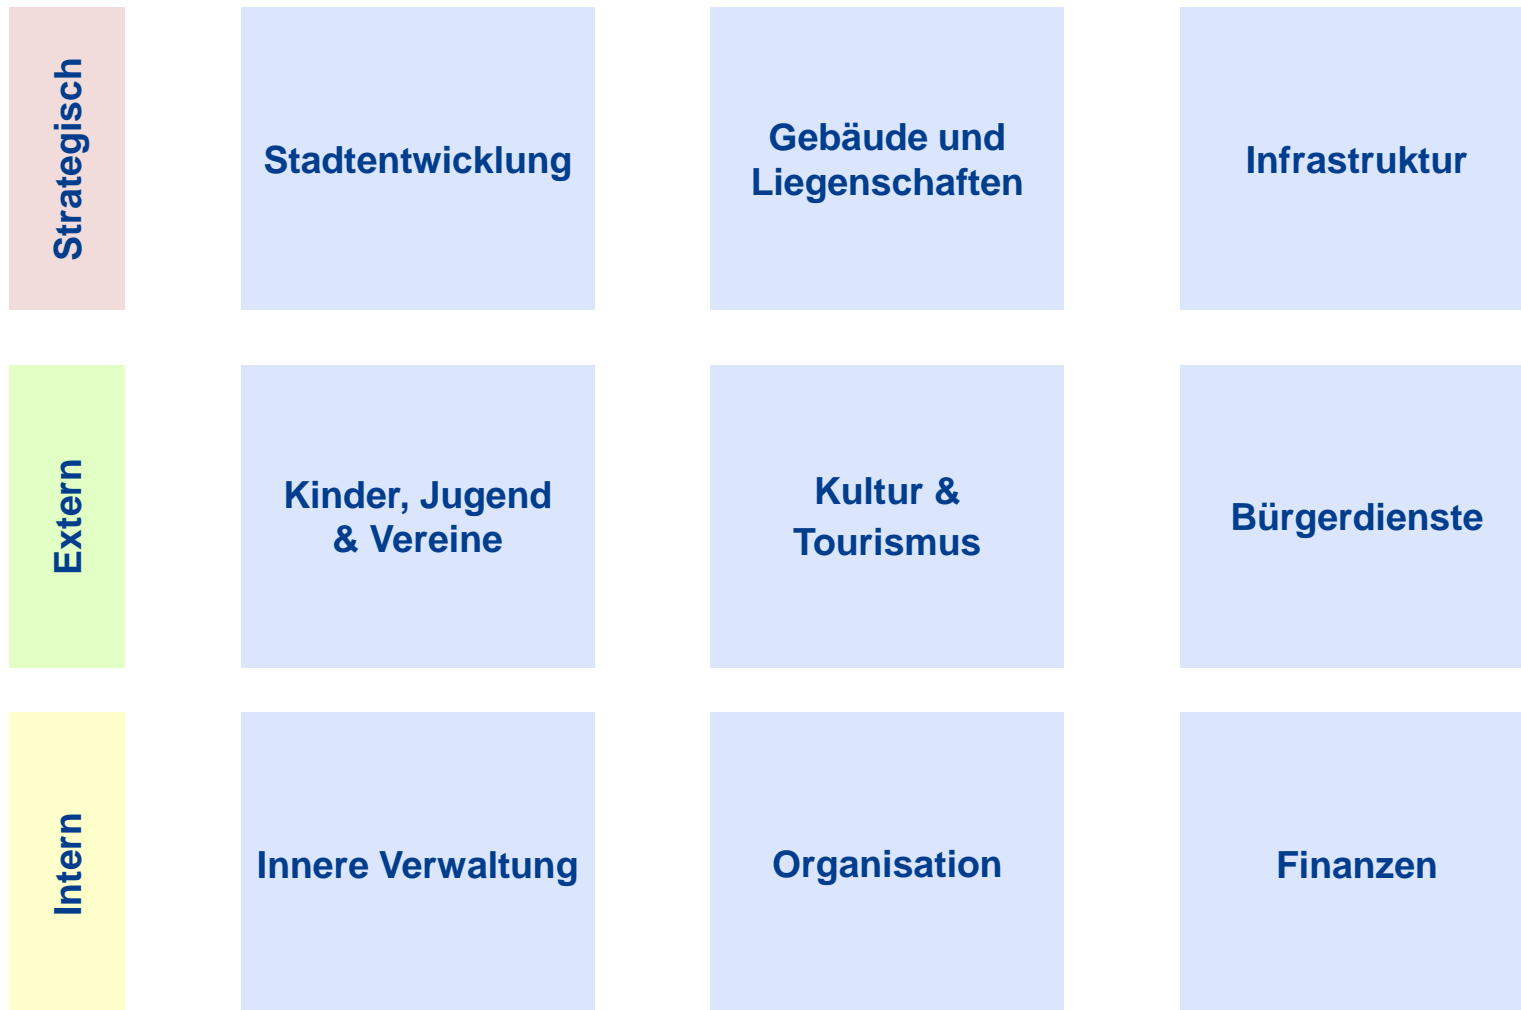 Strategisch
Stadtentwicklung
Gebäude und
Liegenschaften
Infrastruktur
Extern
Kinder, Jugend
& Vereine
Kultur &
Tourismus
Bürgerdienste
Intern
Innere Verwaltung
Organisation
Finanzen